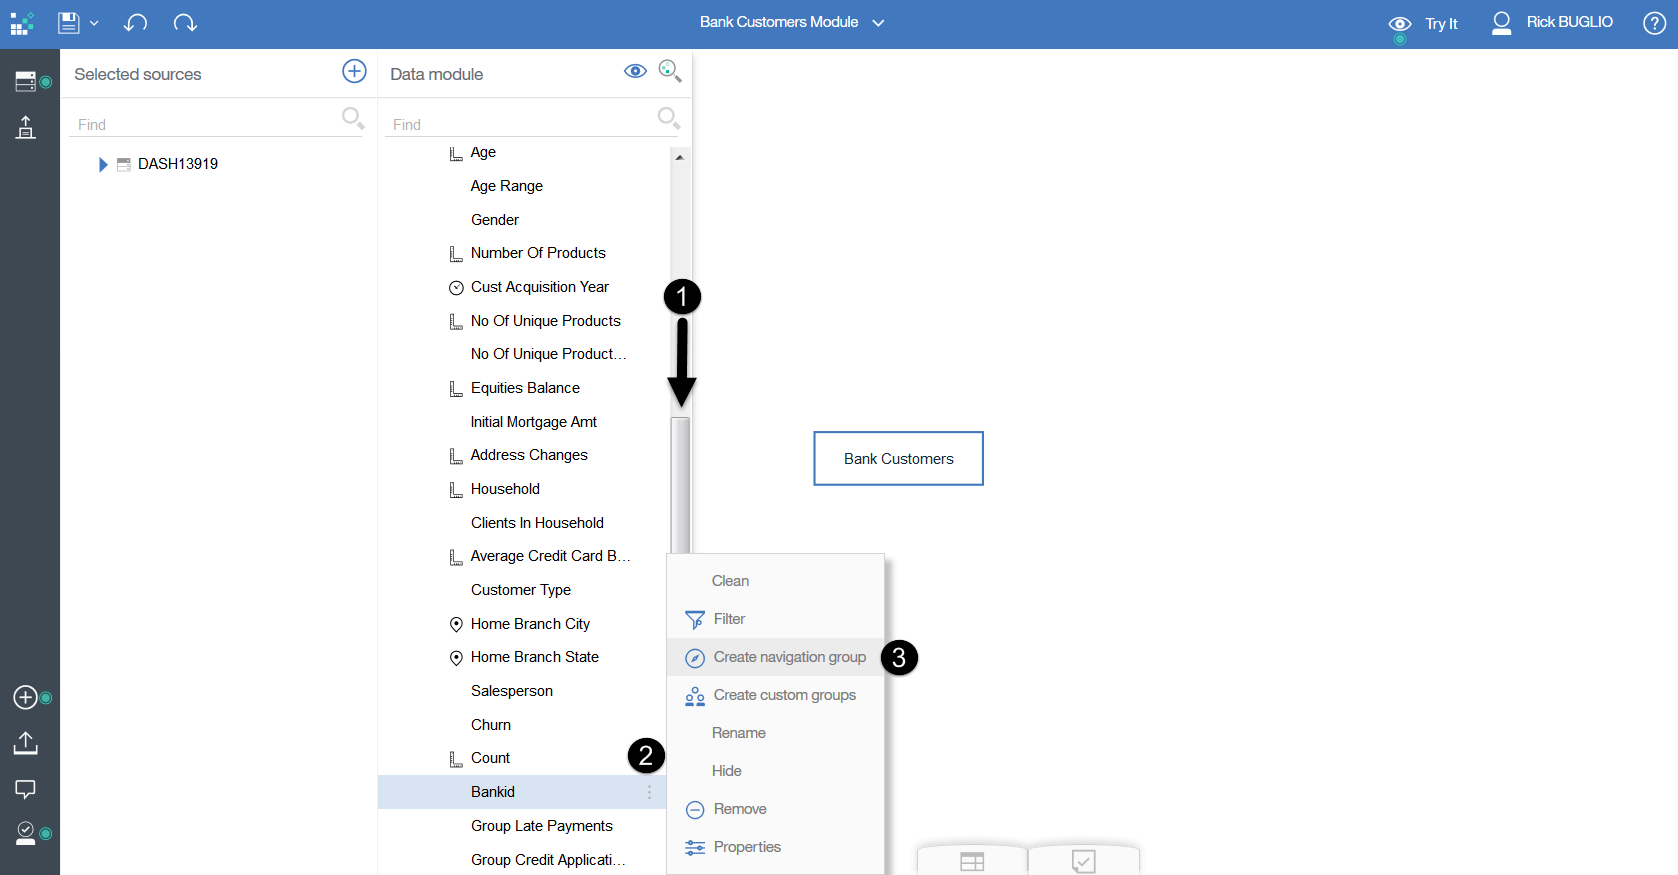 Bank Customers Module
Try It
Rick BUGLIO
?
Selected sources
Data module
Find
Find
DASH13919
Age
Age Range
Gender
Number Of Products
Cust Acquisition Year
1
No Of Unique Products
No Of Unique Product...
Equities Balance
Initial Mortgage Amt
Address Changes
Bank Customers
Household
Clients In Household
Average Credit Card B...
Customer Type
Home Branch City
Home Branch State
Salesperson
Churn
Count
2
Bankid
Group Late Payments
Group Credit Applicati...
Clean
Filter
Create navigation group
3
Create custom groups
Rename
Hide
Remove
Properties